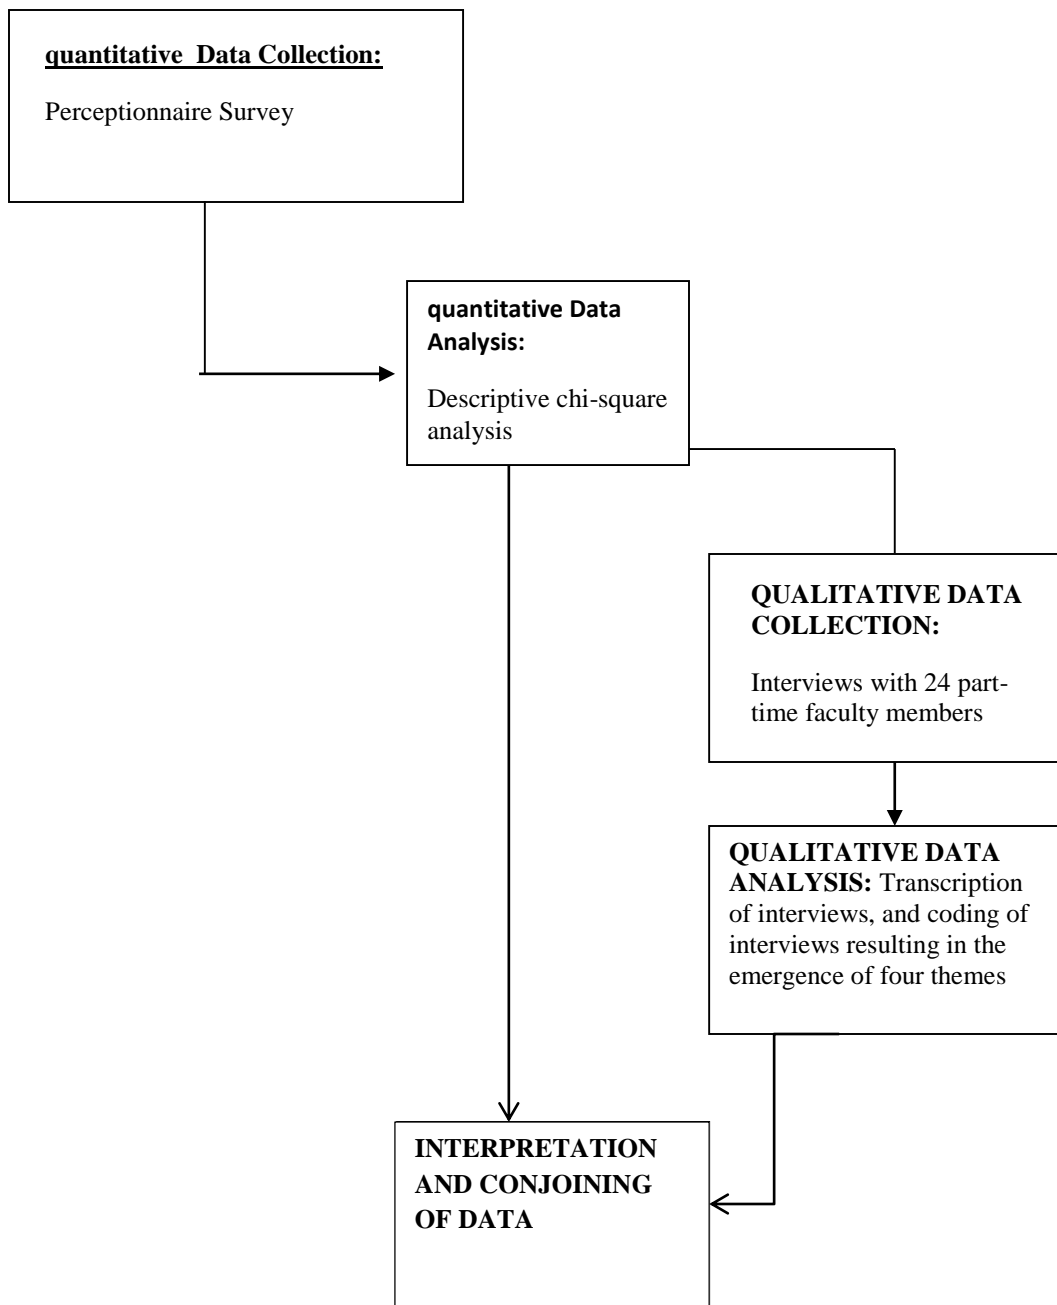 quantitative  Data Collection:
Perceptionnaire Survey
quantitative Data
Analysis:
Descriptive chi-square
analysis
QUALITATIVE DATA
COLLECTION:
Interviews with 24 part-
time faculty members
QUALITATIVE DATA
ANALYSIS: Transcription
of interviews, and coding of
interviews resulting in the
emergence of four themes
INTERPRETATION
AND CONJOINING
OF DATA